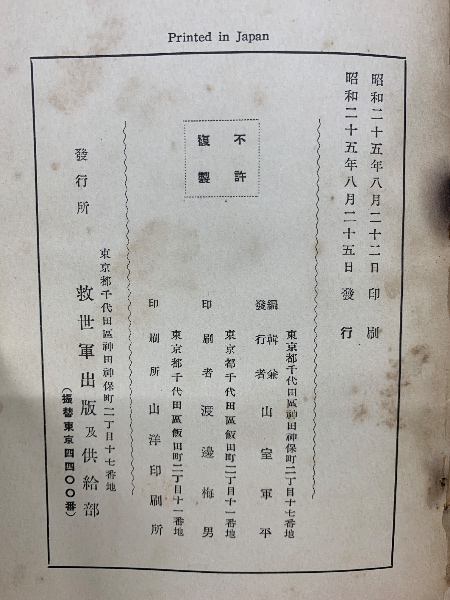 Printed in Japan
昭和二十五年八月二十二日 印刷
昭和二十五年八月二十五日 發行
不許
復製
東京都千代田區神田神保町二丁目十七番地
編輯兼
發行者 山室軍平
東京都千代田區飯田町二丁目十一番地
印刷者 渡邊梅男
東京都千代田區飯田町二丁目十一番地
印刷所 山洋印刷所
發行所
東京都千代田區神田神保町二丁目十七番地
救世軍出版及供給部
(振替東京四四〇〇番)